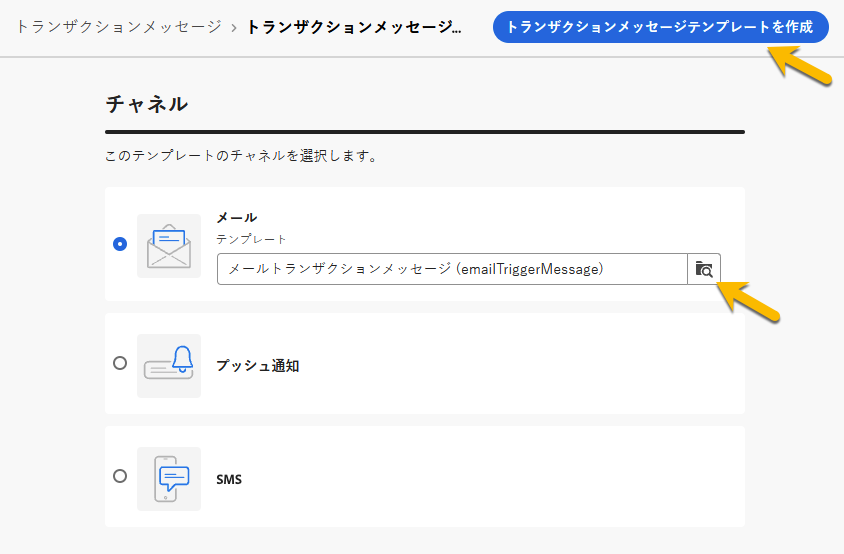 トランザクションメッセージ > トランザクションメッセージ...
トランザクションメッセージテンプレートを作成
チャネル
このテンプレートのチャネルを選択します。
メール
テンプレート
メールトランザクションメッセージ (emailTriggerMessage)
プッシュ通知
SMS